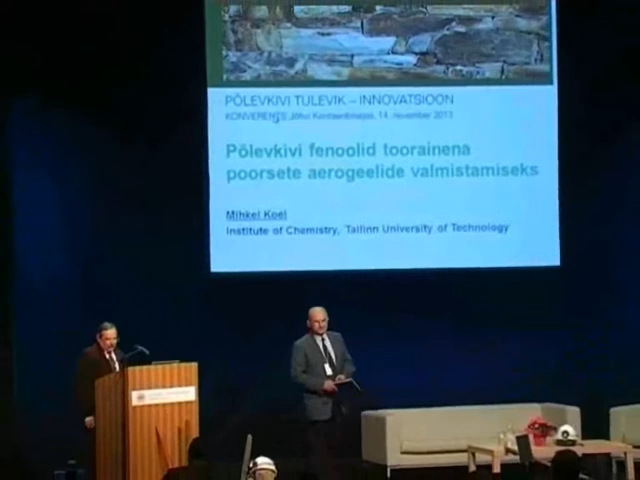 PÕLEVKIVI TULEVIK – INNOVATSIOON
KONVERENTS Jõhvi Kontserdimajas, 14. november 2013
Põlevkivi fenoolid toorainena
poorsete aerogeelide valmistamiseks
Mihkel Koel
Institute of Chemistry, Tallinn University of Technology